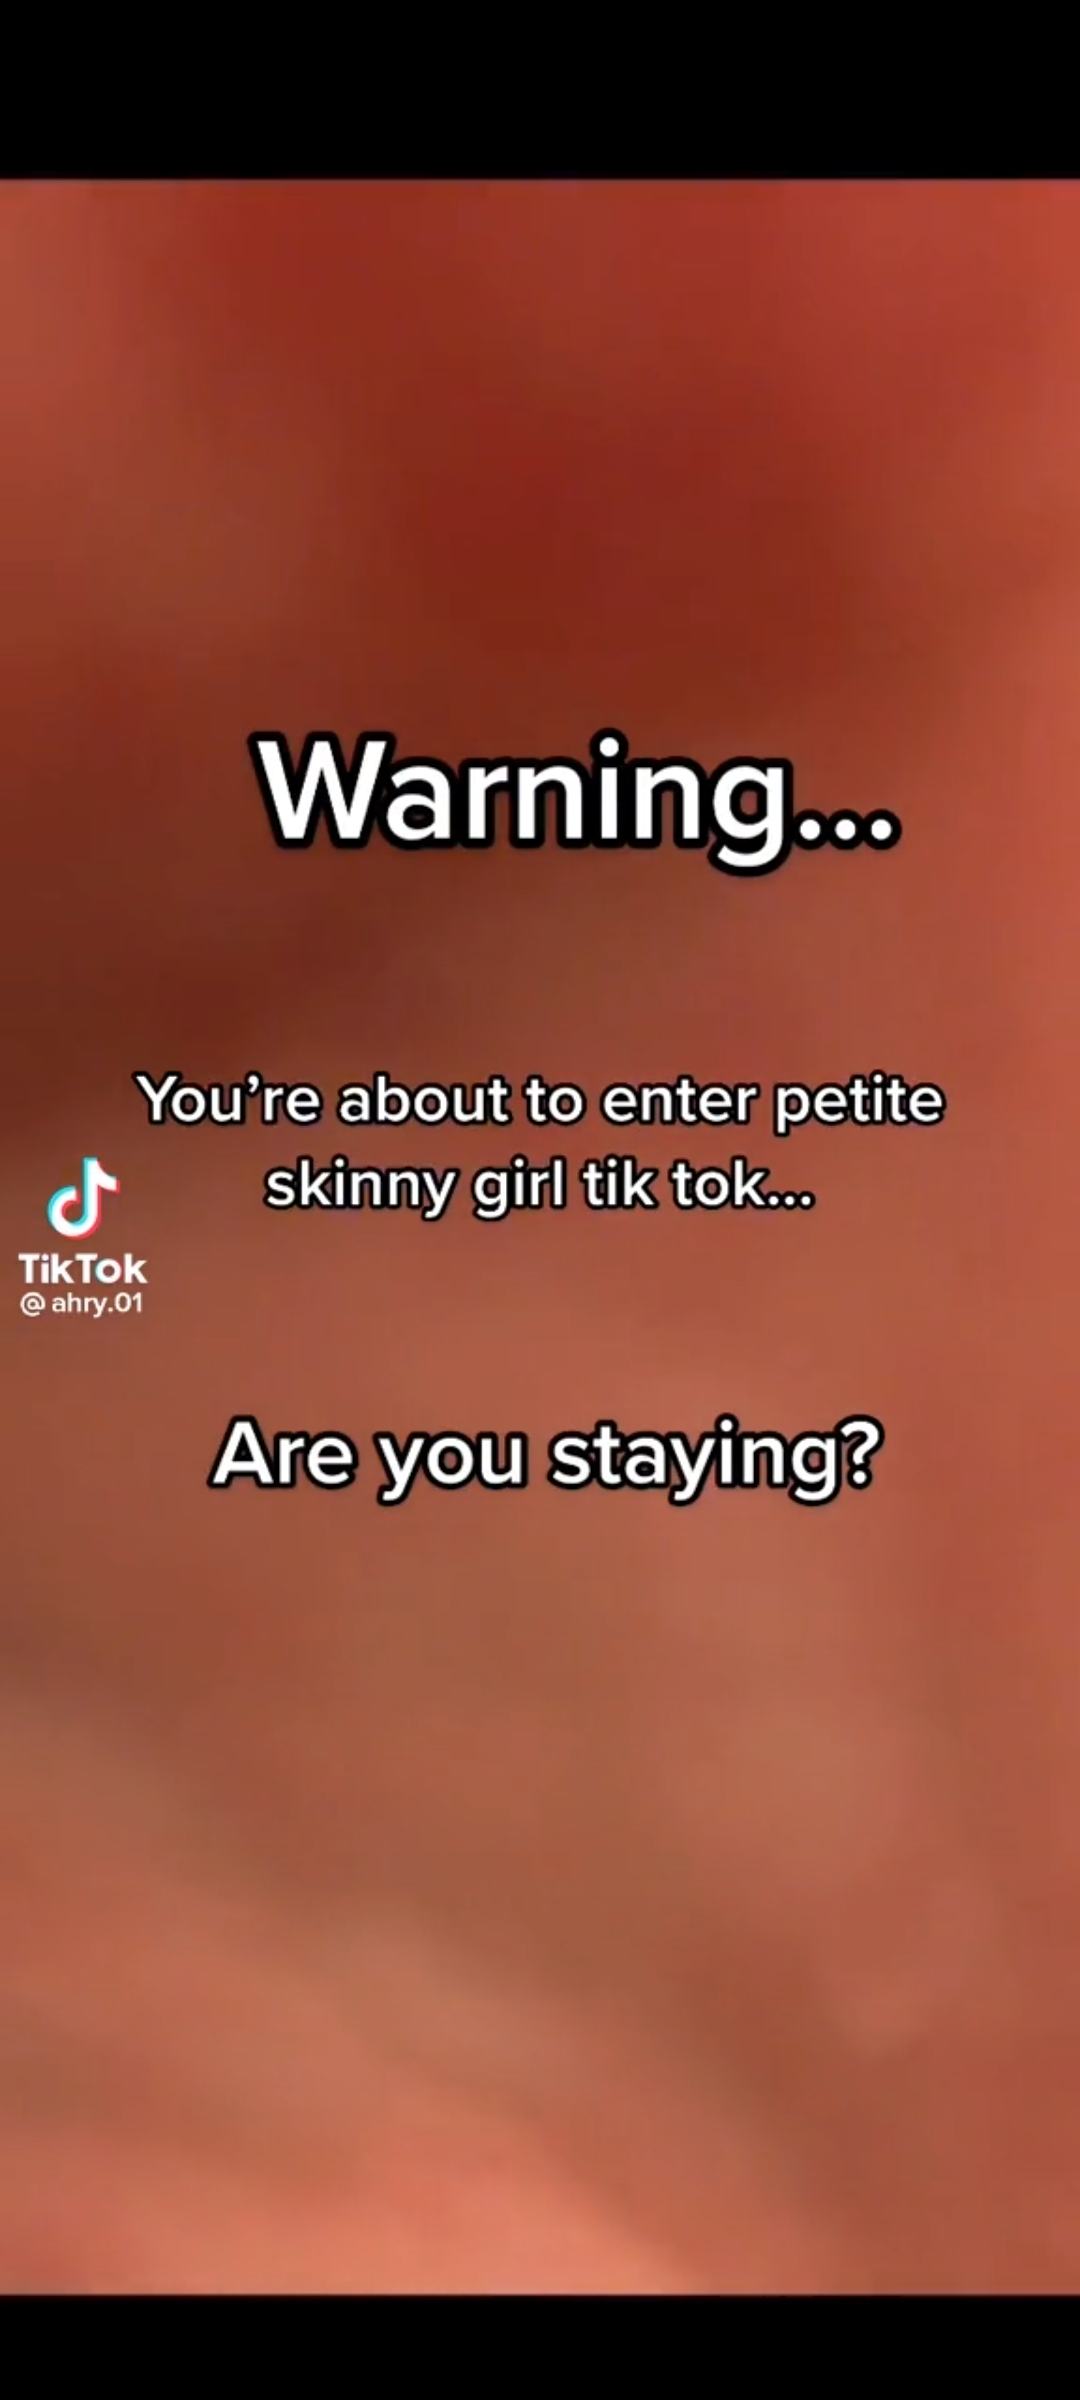 Warning...
You’re about to enter petite
skinny girl tik tok...
TikTok
@ahry.01
Are you staying?